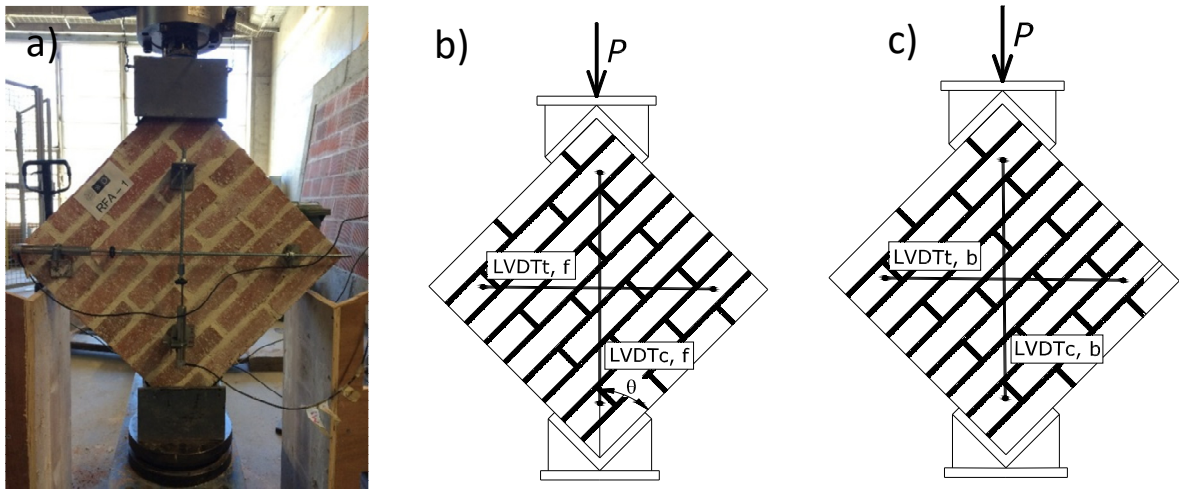 a)
RFA-1
b)
P
LVDTt, f
LVDTc, f
θ
c)
P
LVDTt, b
LVDTc, b